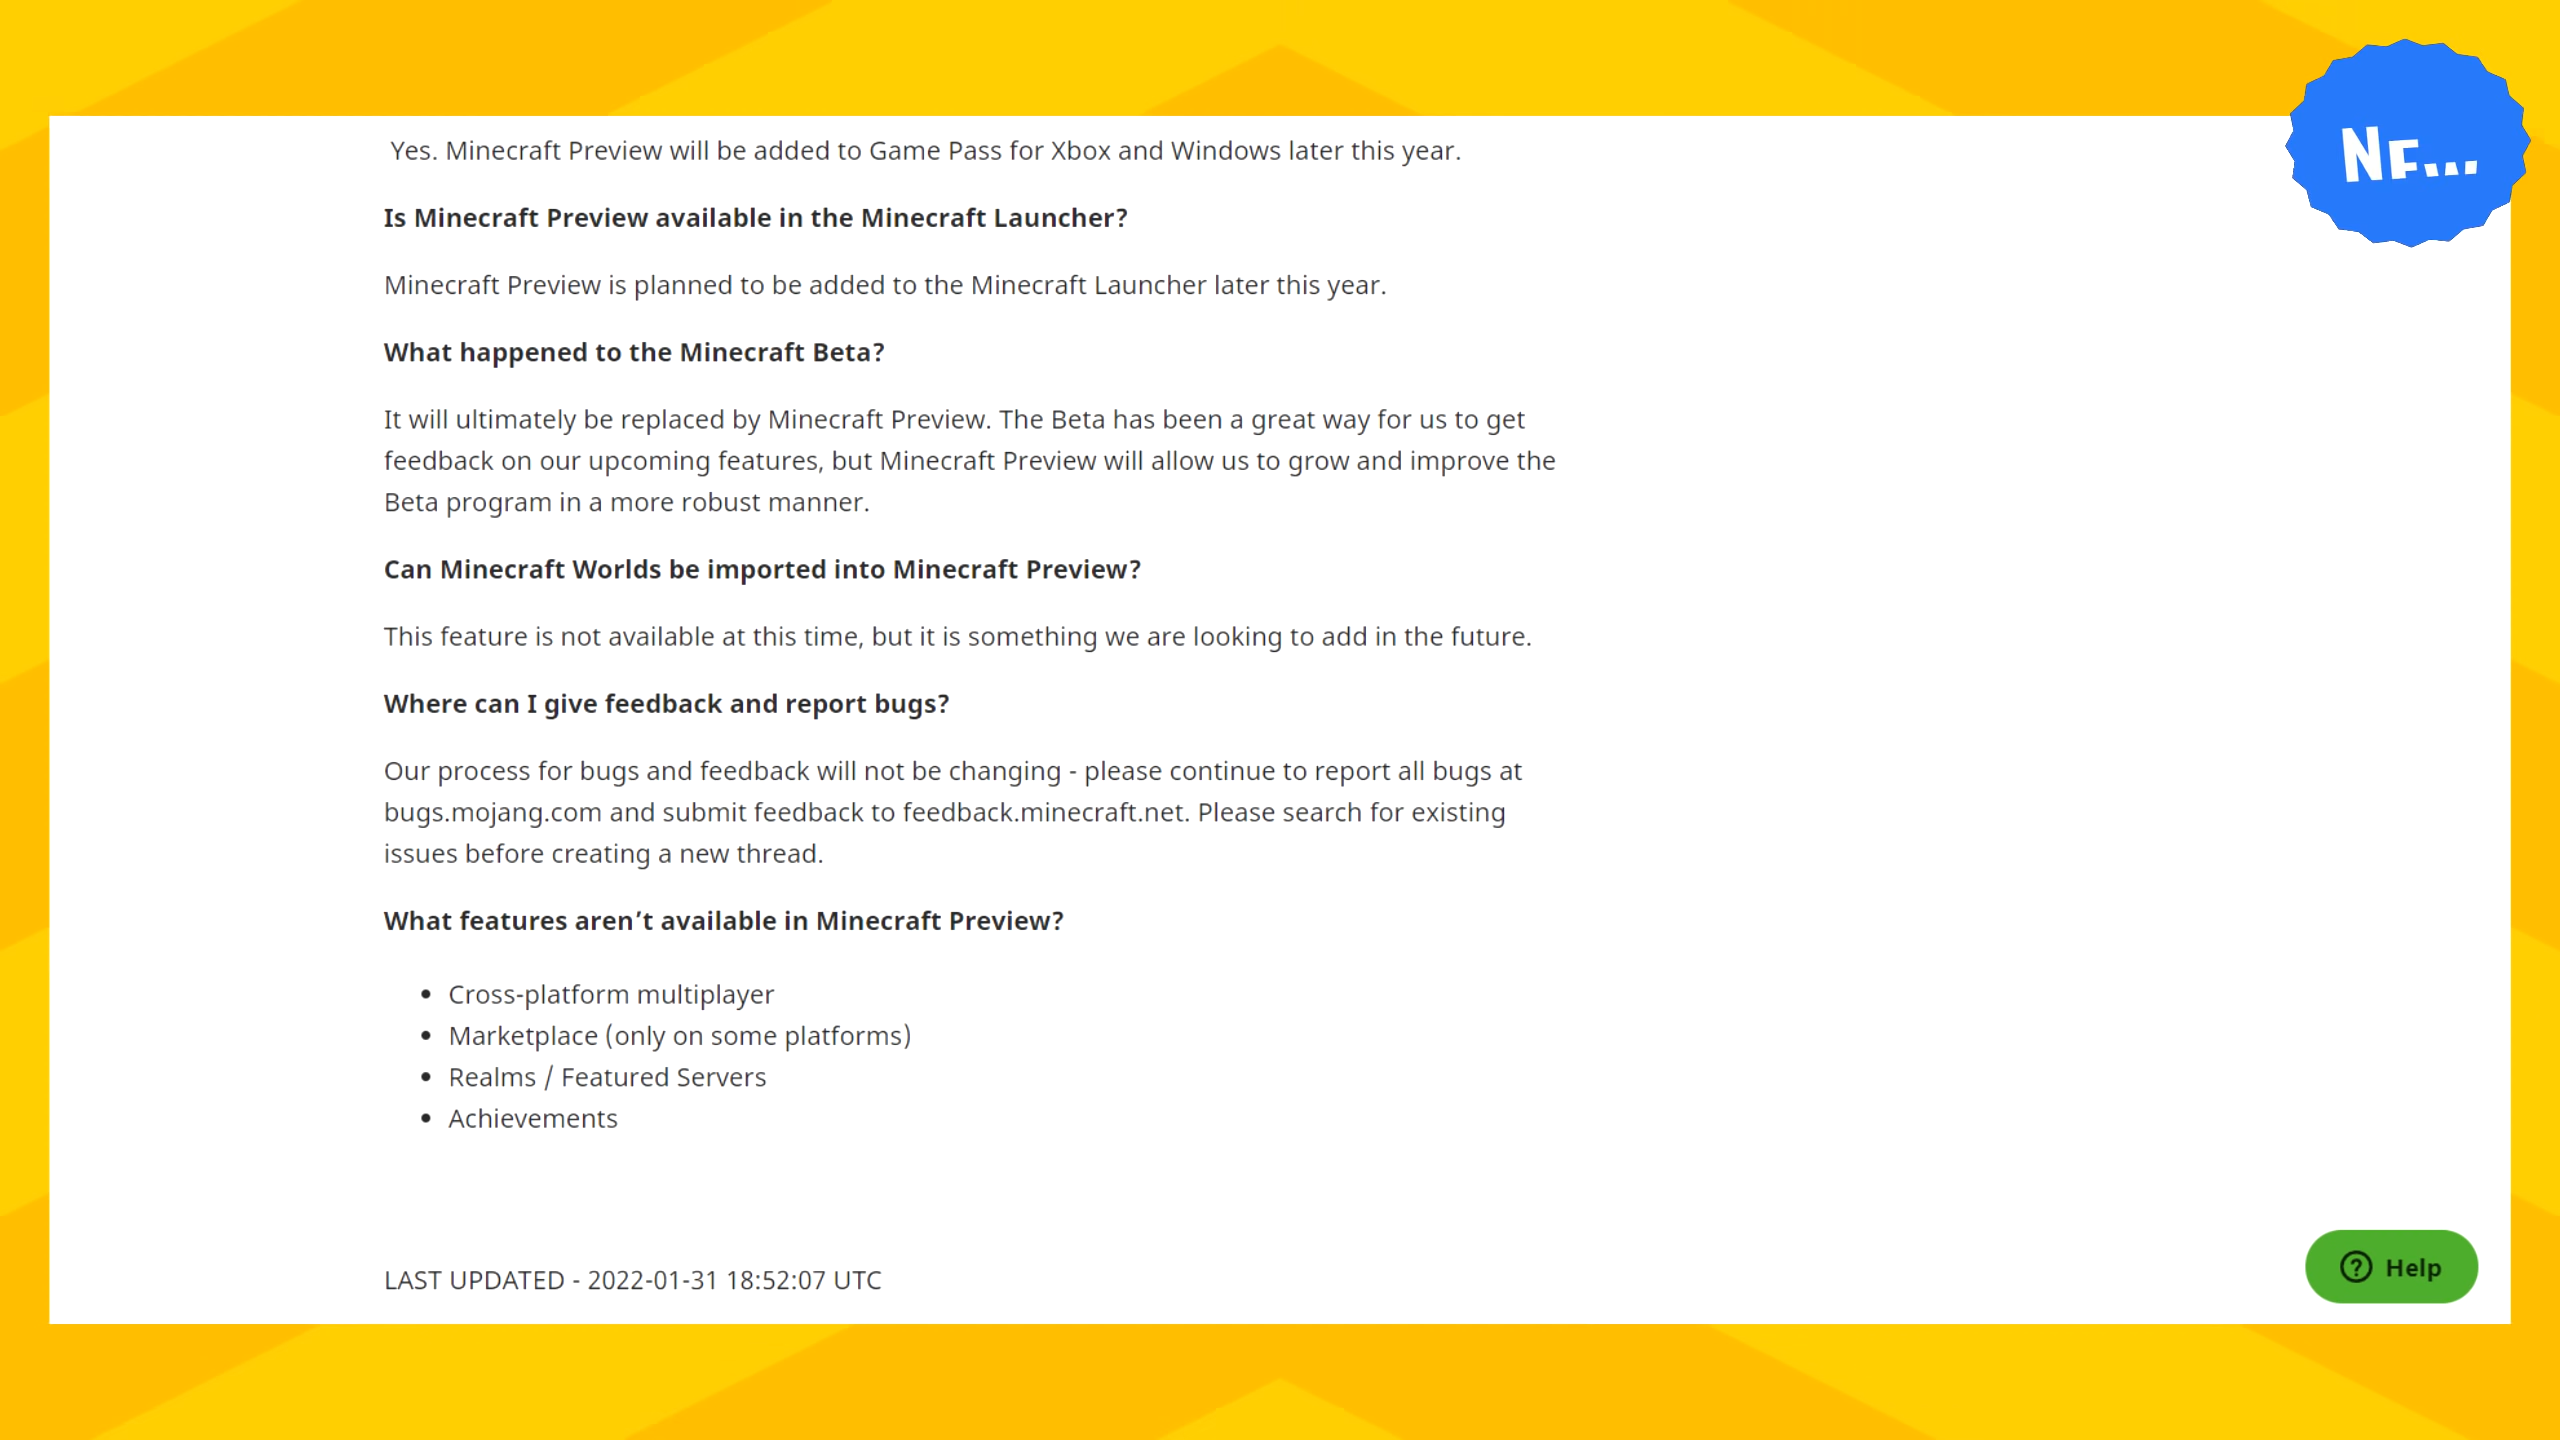 Yes. Minecraft Preview will be added to Game Pass for Xbox and Windows later this year.
Is Minecraft Preview available in the Minecraft Launcher?
Minecraft Preview is planned to be added to the Minecraft Launcher later this year.
What happened to the Minecraft Beta?
It will ultimately be replaced by Minecraft Preview. The Beta has been a great way for us to get
feedback on our upcoming features, but Minecraft Preview will allow us to grow and improve the
Beta program in a more robust manner.
Can Minecraft Worlds be imported into Minecraft Preview?
This feature is not available at this time, but it is something we are looking to add in the future.
Where can I give feedback and report bugs?
Our process for bugs and feedback will not be changing - please continue to report all bugs at
bugs.mojang.com and submit feedback to feedback.minecraft.net. Please search for existing
issues before creating a new thread.
What features aren’t available in Minecraft Preview?
• Cross-platform multiplayer
• Marketplace (only on some platforms)
• Realms / Featured Servers
• Achievements
LAST UPDATED - 2022-01-31 18:52:07 UTC
Help